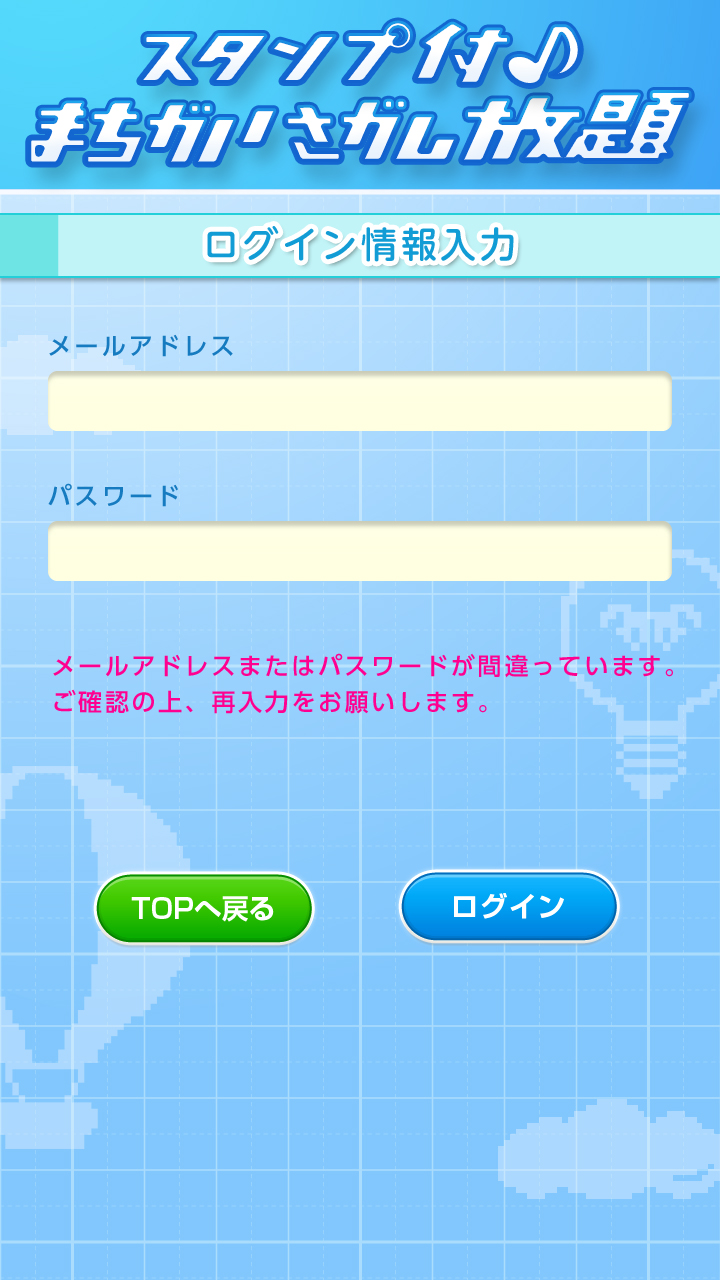 スタンプ付♪
まちがいさがし放題
ログイン情報入力
メールアドレス
パスワード
メールアドレスまたはパスワードが間違っています。
ご確認の上、再入力をお願いします。
TOPへ戻る
ログイン